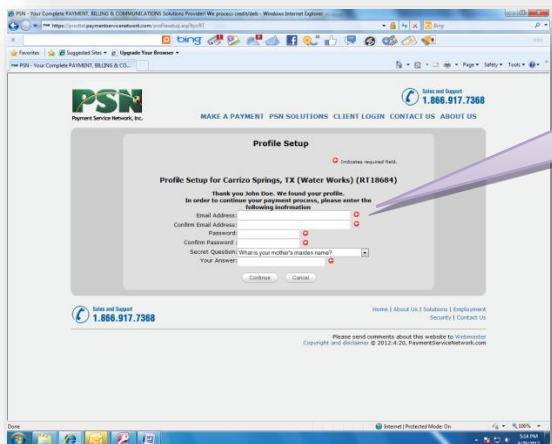 PSN - Your Complete PAYMENT, BILLING & COMMUNICATIONS Solutions Provider! We process credit/debi - Windows Internet Explorer
Bing
bing
Favorites Suggested Sites Upgrade Your Browser
PSN - Your Complete PAYMENT, BILLING & CO...
Page Safety Tools
PSN
Payment Service Network, Inc.
Sales and Support
1.866.917.7368
MAKE A PAYMENT PSN SOLUTIONS CLIENT LOGIN CONTACT US ABOUT US
Profile Setup
Indicates required field.
Profile Setup for Carrizo Springs, TX (Water Works) (RT18684)
Thank you John Doe. We found your profile.
In order to continue your payment process, please enter the
following inofrmation
Email Address:
Confirm Email Address:
Password:
Confirm Password :
Secret Question: What is your mother's maiden name?
Your Answer:
Continue Cancel
Sales and Support
1.866.917.7368
Home | About Us | Solutions | Employment
Security | Contact Us
Please send comments about this website to Webmaster
Copyright and disclaimer © 2012:4:20, PaymentServiceNetwork.com
Done
Internet | Protected Mode: On
100%
5:14 PM